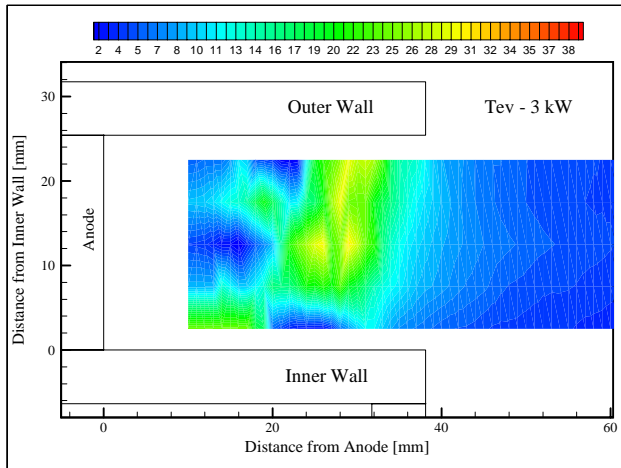 2 4 5 7 8 10 11 13 14 16 17 19 20 22 23 25 26 28 29 31 32 34 35 37 38
Outer Wall
Tev - 3 kW
30
20
10
0
Distance from Inner Wall [mm]
Anode
Inner Wall
0 20 40 60
Distance from Anode [mm]